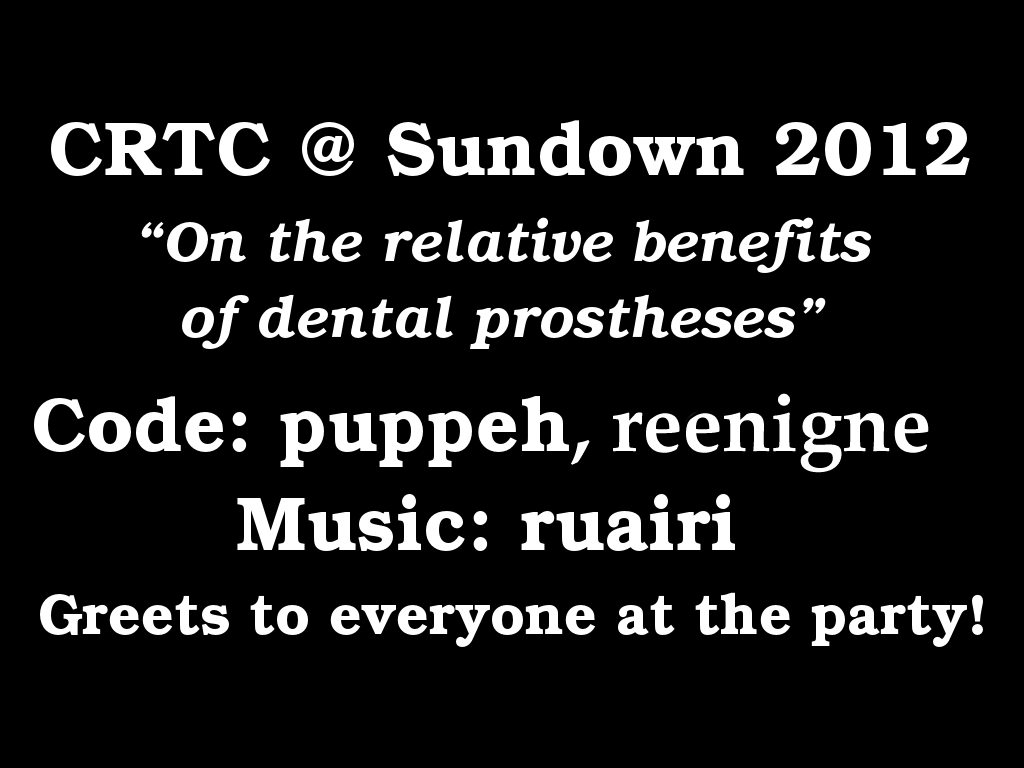 CRTC @ Sundown 2012
“On the relative benefits
of dental prostheses”
Code: puppeh, reenigne
Music: ruairi
Greets to everyone at the party!